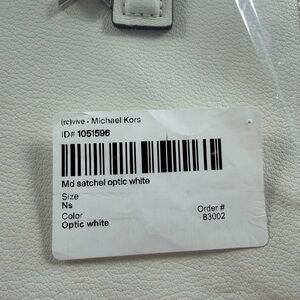 (re)vive - Michael Kors
ID# 1051596
Md satchel optic white
Size
Ns
Color
Optic white
Order #
83002